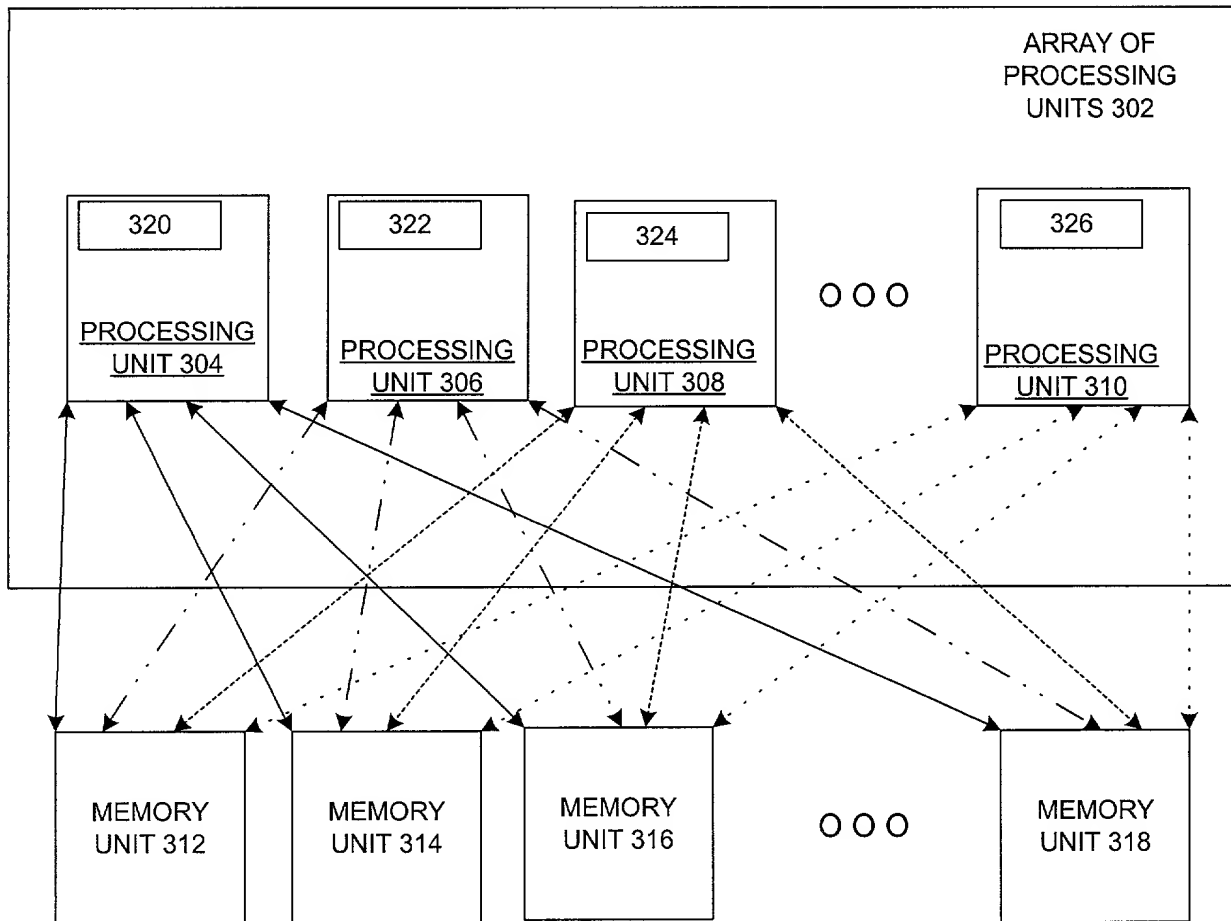 ARRAY OF
PROCESSING
UNITS 302
320
322
324
326
PROCESSING
UNIT 304
PROCESSING
UNIT 306
PROCESSING
UNIT 308
PROCESSING
UNIT 310
MEMORY
UNIT 312
MEMORY
UNIT 314
MEMORY
UNIT 316
MEMORY
UNIT 318